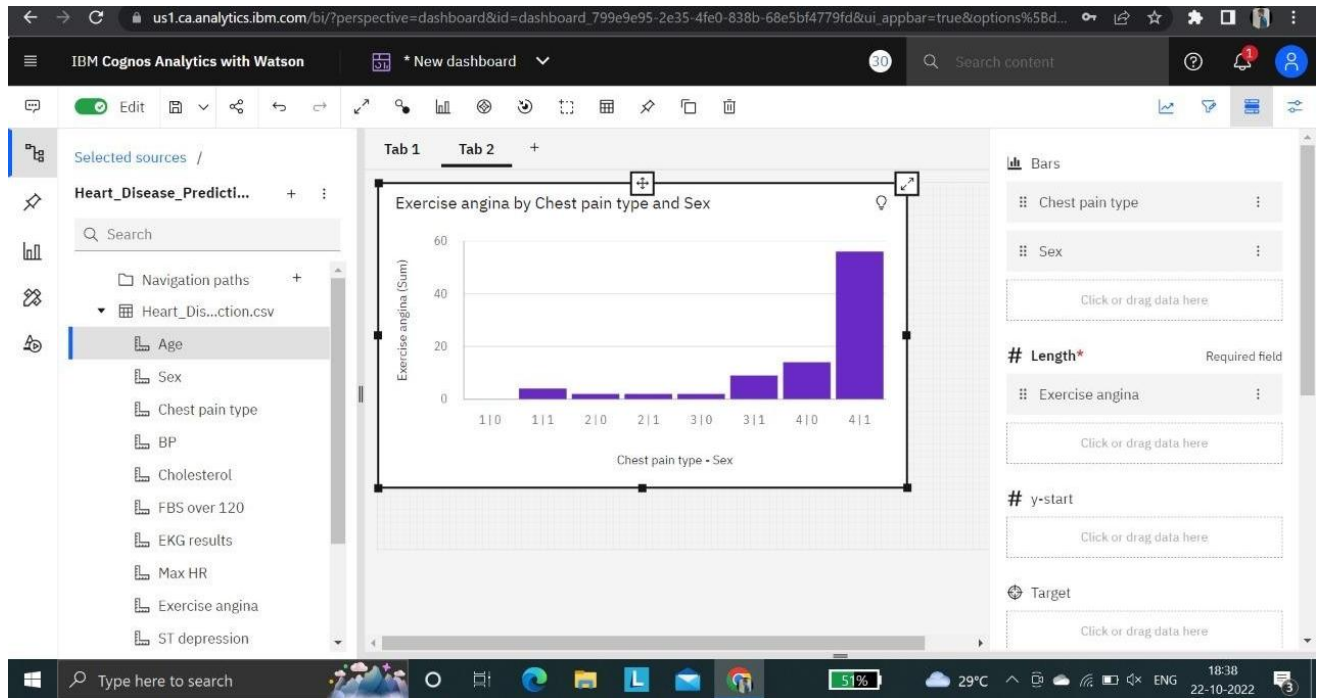 us1.ca.analytics.ibm.com/bi/?perspective=dashboard&id=dashboard_799e9e95-2e35-4fe0-838b-68e5bf4779fd&ui_appbar=true&options%5Bd...
IBM Cognos Analytics with Watson
* New dashboard
30
Search content
1
Edit
Selected sources /
Heart_Disease_Predicti...
Search
Navigation paths
Heart_Dis...ction.csv
Age
Sex
Chest pain type
BP
Cholesterol
FBS over 120
EKG results
Max HR
Exercise angina
ST depression
Tab 1 Tab 2 +
Exercise angina by Chest pain type and Sex
Exercise angina (Sum)
60
40
20
0
1|0 1|1 2|0 2|1 3|0 3|1 4|0 4|1
Chest pain type - Sex
Bars
Chest pain type
Sex
Click or drag data here
# Length* Required field
Exercise angina
Click or drag data here
# y-start
Click or drag data here
Target
Click or drag data here
Type here to search
L
51%
29°C
ENG
18:38
22-10-2022
3